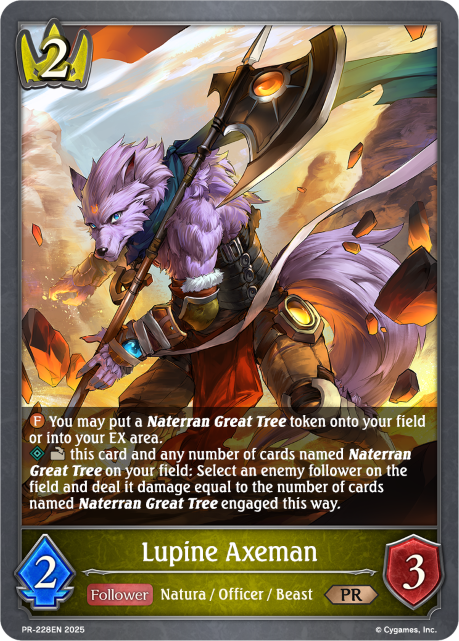 2
F You may put a Naterran Great Tree token onto your field
or into your EX area.
this card and any number of cards named Naterran
Great Tree on your field: Select an enemy follower on the
field and deal it damage equal to the number of cards
named Naterran Great Tree engaged this way.
Lupine Axeman
2
Follower Natura / Officer / Beast PR
3
PR-228EN 2025 © Cygames, Inc.